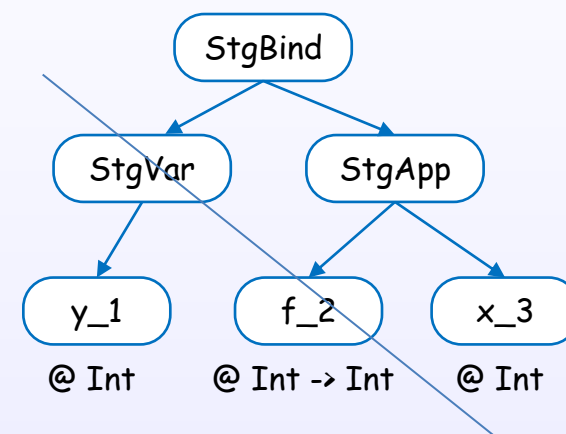 StgBind
StgVar StgApp
y_1 f_2 x_3
@ Int @ Int -> Int @ Int